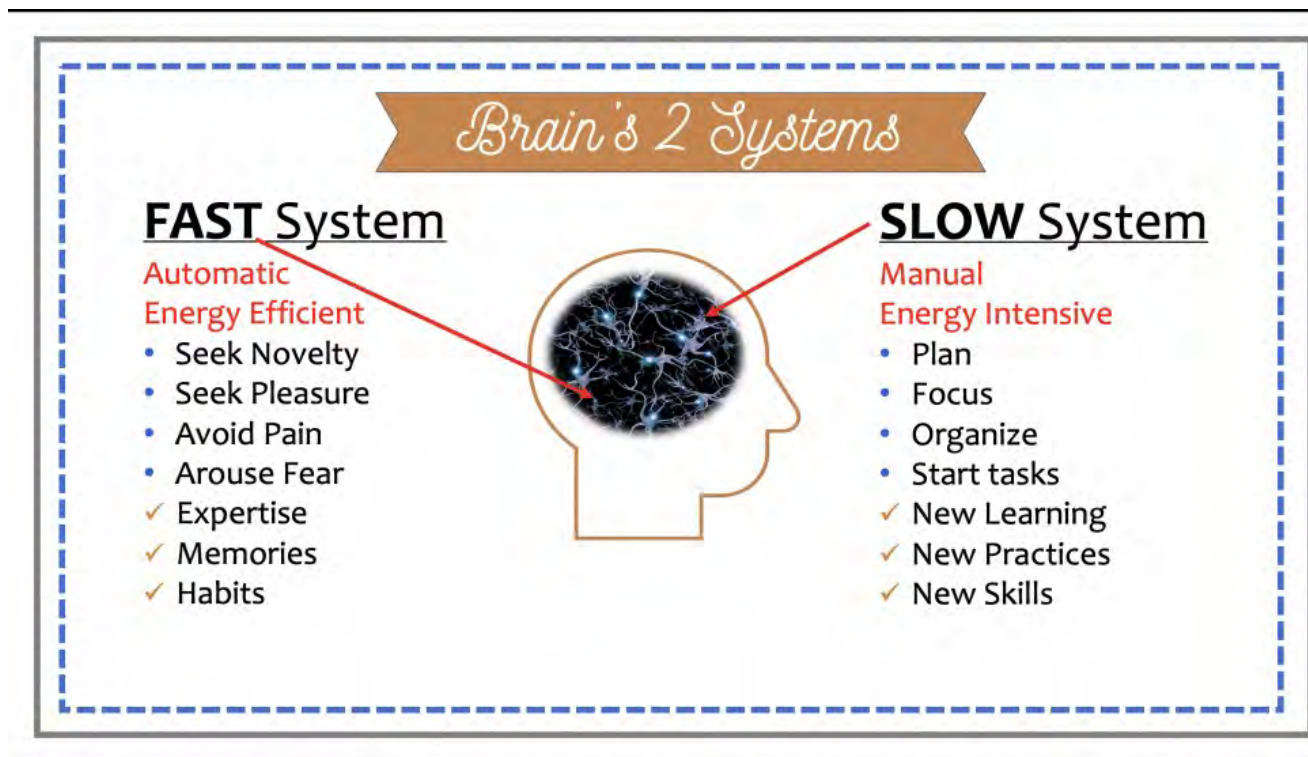 Brain's 2 Systems
FAST System
Automatic
Energy Efficient
• Seek Novelty
• Seek Pleasure
• Avoid Pain
• Arouse Fear
✓ Expertise
✓ Memories
✓ Habits
SLOW System
Manual
Energy Intensive
• Plan
• Focus
• Organize
• Start tasks
✓ New Learning
✓ New Practices
✓ New Skills